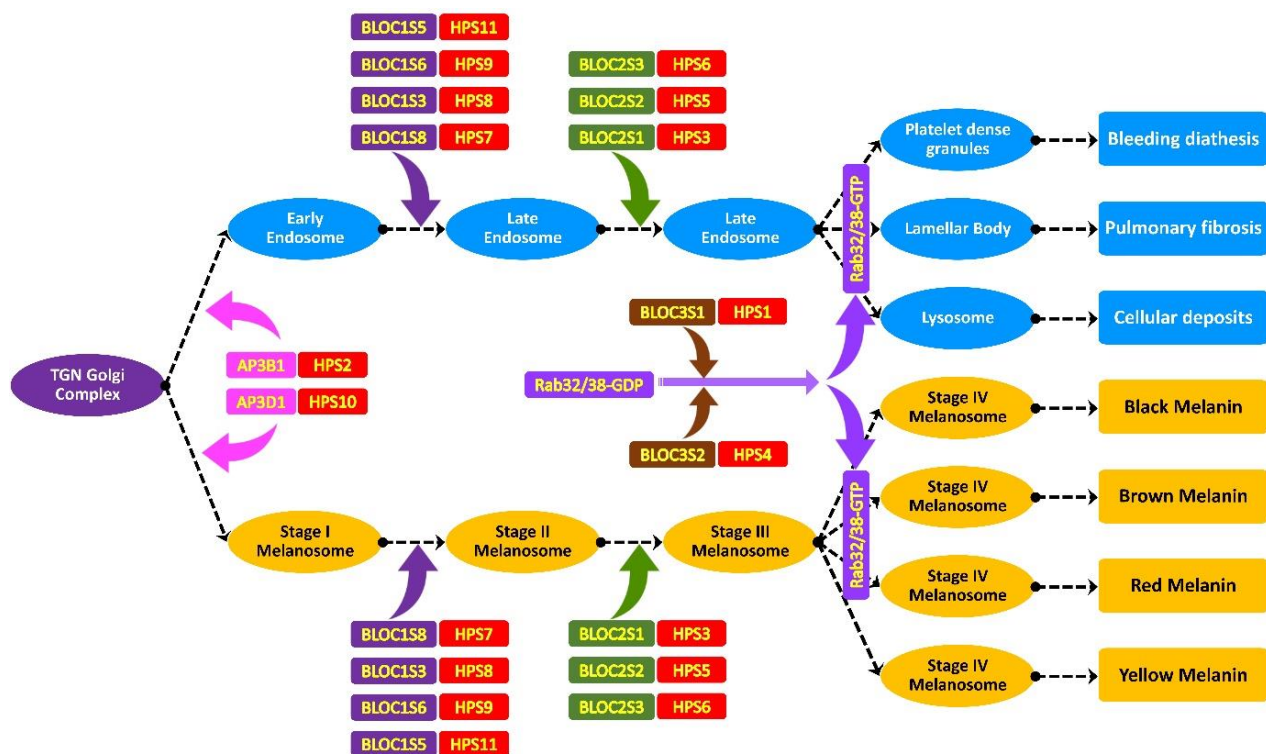 BLOC1S5 HPS11
BLOC1S6 HPS9
BLOC1S3 HPS8
BLOC1S8 HPS7
BLOC2S3 HPS6
BLOC2S2 HPS5
BLOC2S1 HPS3
Early
Endosome
Late
Endosome
Late
Endosome
Rab32/38-GTP
Platelet dense
granules
Bleeding diathesis
Lamellar Body
Pulmonary fibrosis
Lysosome
Cellular deposits
TGN Golgi
Complex
AP3B1 HPS2
AP3D1 HPS10
BLOC3S1 HPS1
Rab32/38-GDP
BLOC3S2 HPS4
Stage I
Melanosome
Stage II
Melanosome
Stage III
Melanosome
Rab32/38-GTP
Stage IV
Melanosome
Black Melanin
Stage IV
Melanosome
Brown Melanin
Stage IV
Melanosome
Red Melanin
Stage IV
Melanosome
Yellow Melanin
BLOC1S8 HPS7
BLOC1S3 HPS8
BLOC1S6 HPS9
BLOC1S5 HPS11
BLOC2S1 HPS3
BLOC2S2 HPS5
BLOC2S3 HPS6